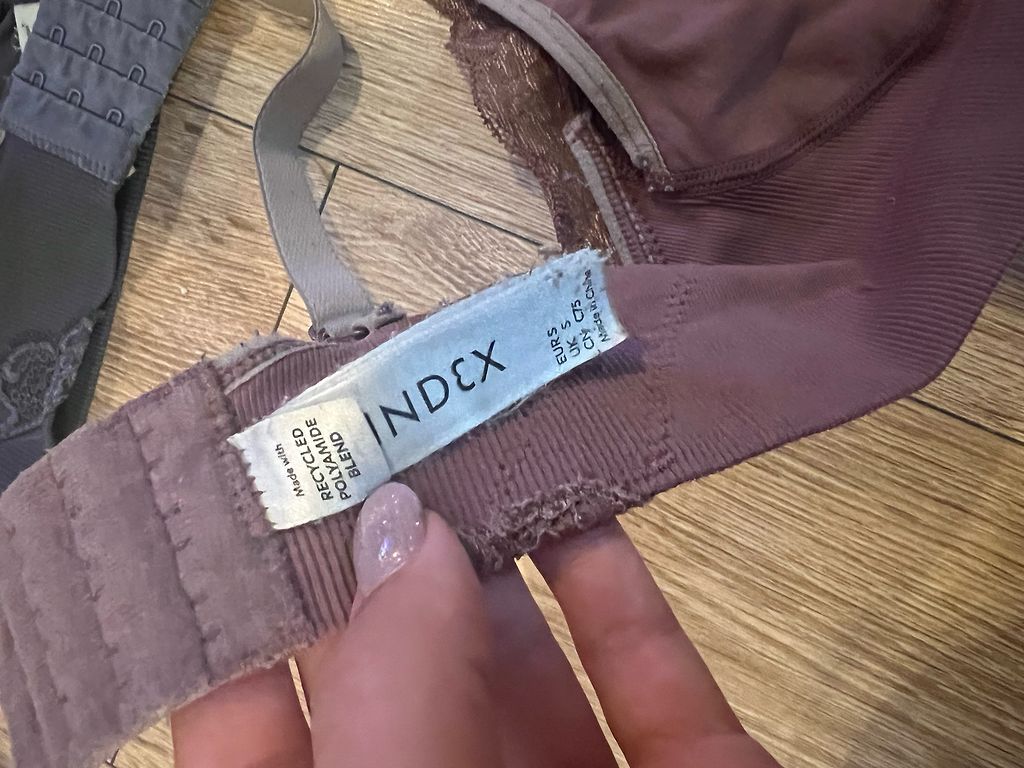 INDEX
EUR S
UK S
CN C75
Made in China
Made with
RECYCLED
POLYAMIDE
BLEND